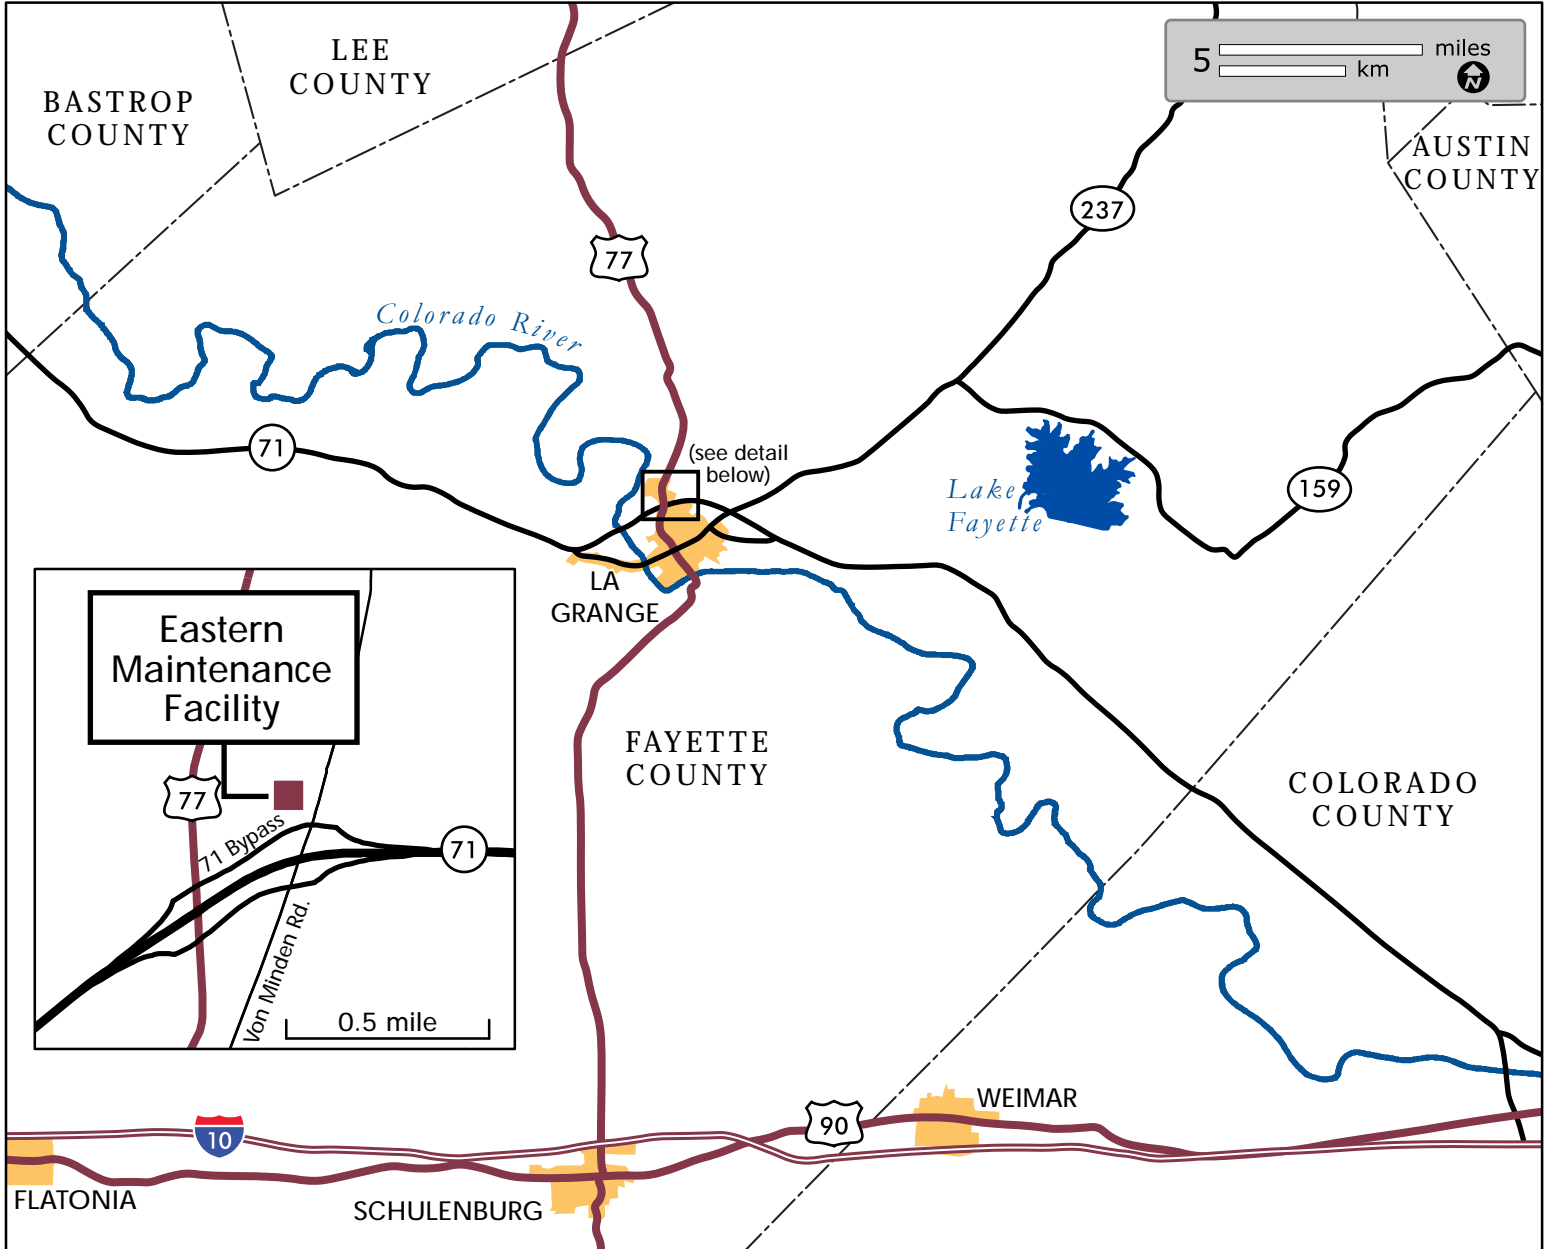 LEE
COUNTY
BASTROP
COUNTY
5
miles
km
N
AUSTIN
COUNTY
237
77
Colorado River
71
(see detail
below)
Lake
Fayette
159
LA
GRANGE
Eastern
Maintenance
Facility
77
71 Bypass
71
Von Minden Rd.
0.5 mile
FAYETTE
COUNTY
COLORADO
COUNTY
WEIMAR
90
10
FLATONIA
SCHULENBURG